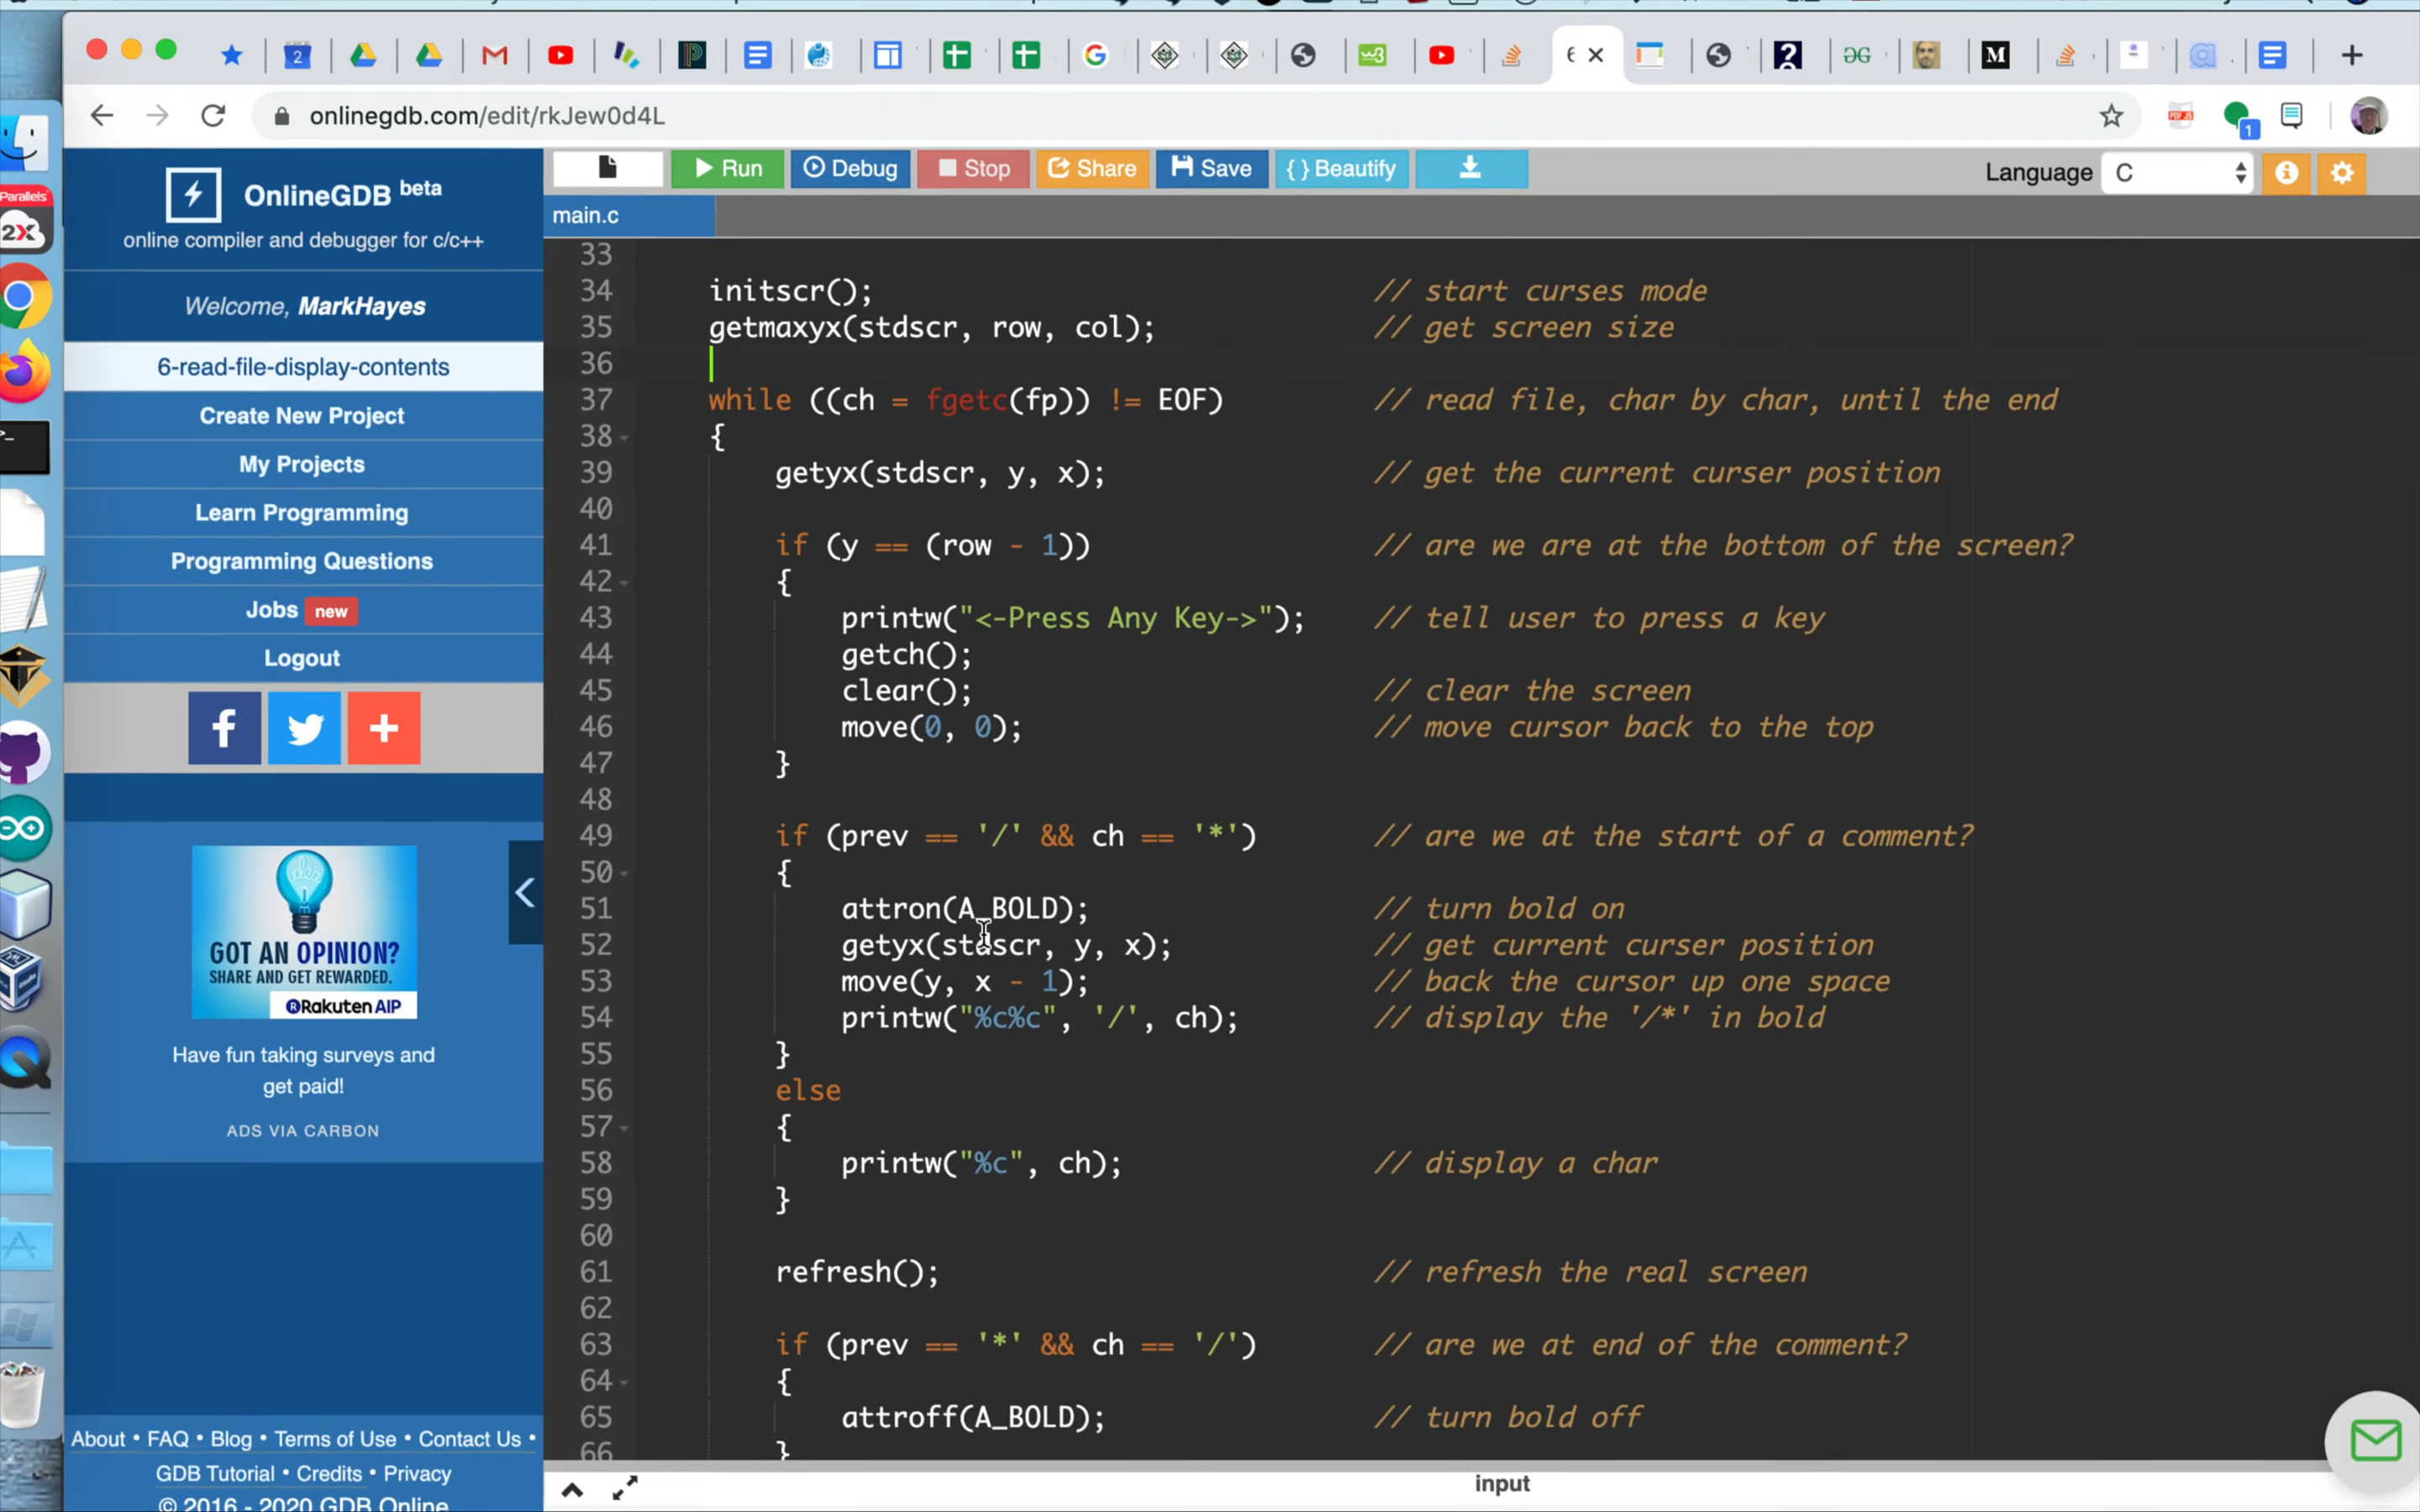 onlinegdb.com/edit/rkJew0d4L
Run
Debug
Stop
Share
Save
{ } Beautify
Language
C
main.c
Parallels
2X
OnlineGDB beta
online compiler and debugger for c/c++
Welcome, MarkHayes
6-read-file-display-contents
Create New Project
My Projects
Learn Programming
Programming Questions
Jobs new
Logout
idea
GOT AN OPINION?
SHARE AND GET REWARDED.
Rakuten AIP
Have fun taking surveys and
get paid!
ADS VIA CARBON
About • FAQ • Blog • Terms of Use • Contact Us •
GDB Tutorial • Credits • Privacy
© 2016 - 2020 GDB Online
33
34 initscr(); // start curses mode
35 getmaxyx(stdscr, row, col); // get screen size
36
37 while ((ch = fgetc(fp)) != EOF) // read file, char by char, until the end
38 {
39 getyx(stdscr, y, x); // get the current curser position
40
41 if (y == (row - 1)) // are we are at the bottom of the screen?
42 {
43 printw("<-Press Any Key->"); // tell user to press a key
44 getch();
45 clear(); // clear the screen
46 move(0, 0); // move cursor back to the top
47 }
48
49 if (prev == '/' && ch == '*') // are we at the start of a comment?
50 {
51 attron(A_BOLD); // turn bold on
52 getyx(stdscr, y, x); // get current curser position
53 move(y, x - 1); // back the cursor up one space
54 printw("%c%c", '/', ch); // display the '/*' in bold
55 }
56 else
57 {
58 printw("%c", ch); // display a char
59 }
60
61 refresh(); // refresh the real screen
62
63 if (prev == '*' && ch == '/') // are we at end of the comment?
64 {
65 attroff(A_BOLD); // turn bold off
66 }
input